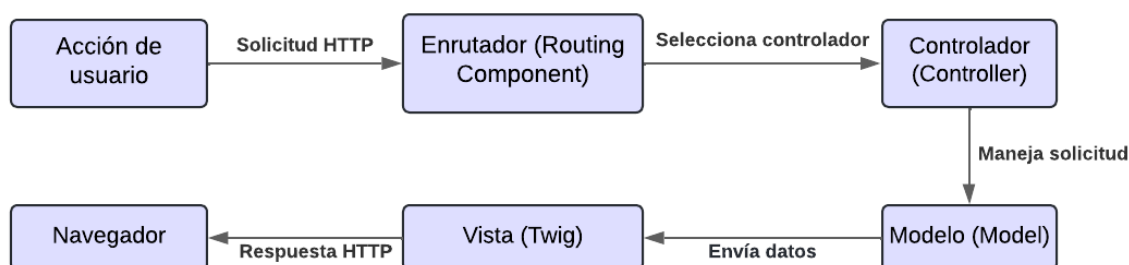 Acción de
usuario
Solicitud HTTP
Enrutador (Routing
Component)
Selecciona controlador
Controlador
(Controller)
Maneja solicitud
Modelo (Model)
Envía datos
Vista (Twig)
Respuesta HTTP
Navegador